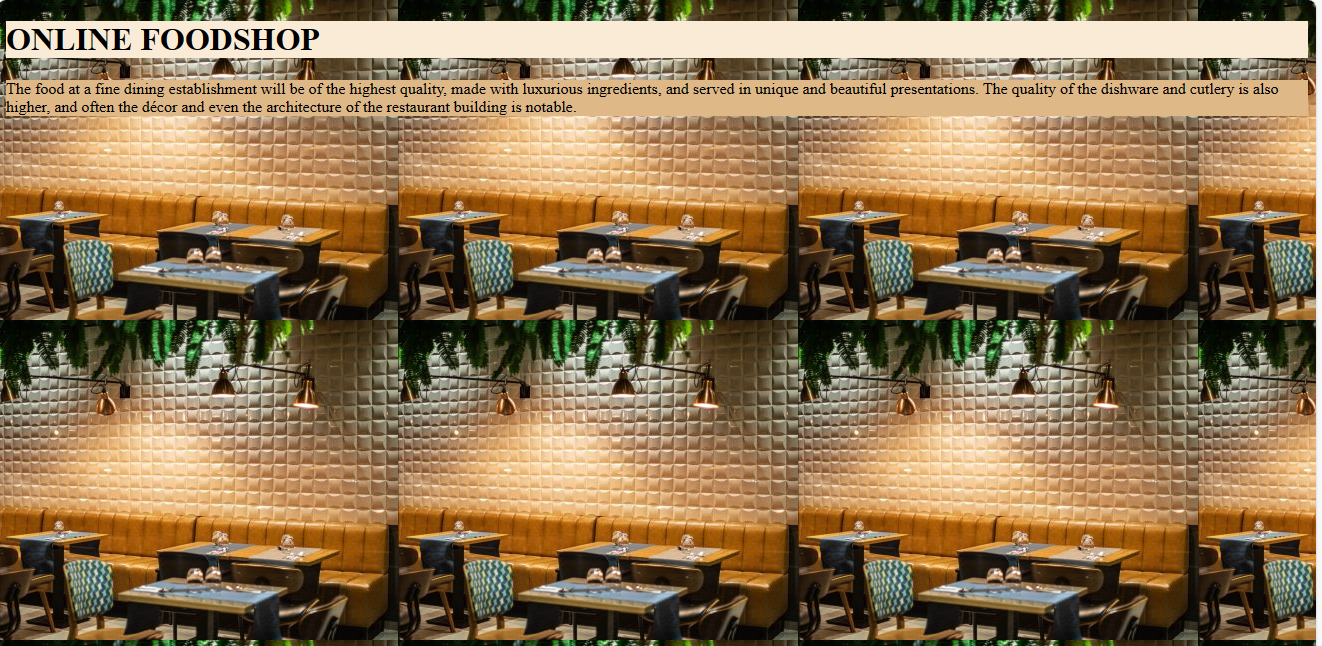 ONLINE FOODSHOP
The food at a fine dining establishment will be of the highest quality, made with luxurious ingredients, and served in unique and beautiful presentations. The quality of the dishware and cutlery is also
higher, and often the décor and even the architecture of the restaurant building is notable.